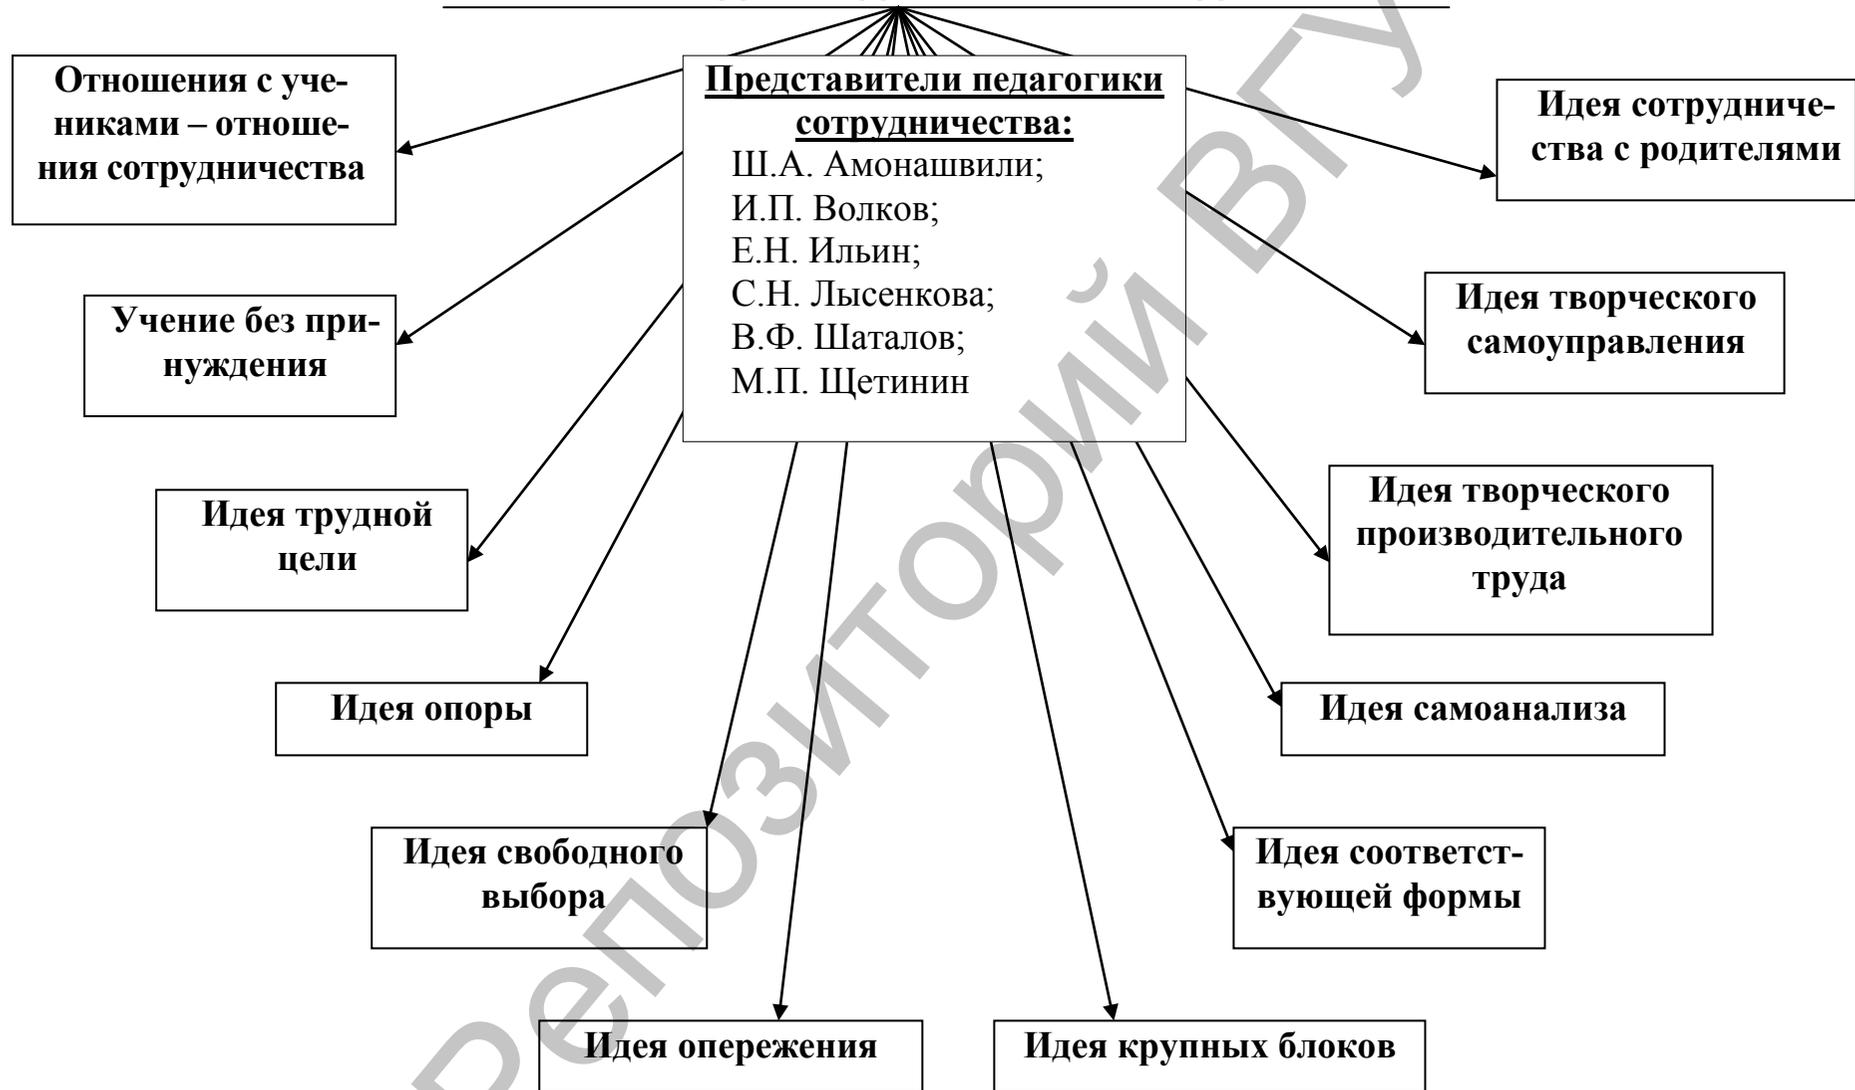 Представители педагогики
сотрудничества:
Ш.А. Амонашвили;
И.П. Волков;
Е.Н. Ильин;
С.Н. Лысенкова;
В.Ф. Шаталов;
М.П. Щетинин
Отношения с уче-
никами – отноше-
ния сотрудничества
Учение без при-
нуждения
Идея трудной
цели
Идея опоры
Идея свободного
выбора
Идея опережения
Идея крупных блоков
Идея соответст-
вующей формы
Идея самоанализа
Идея творческого
производительного
труда
Идея творческого
самоуправления
Идея сотрудниче-
ства с родителями
Репозиторий ВГУ